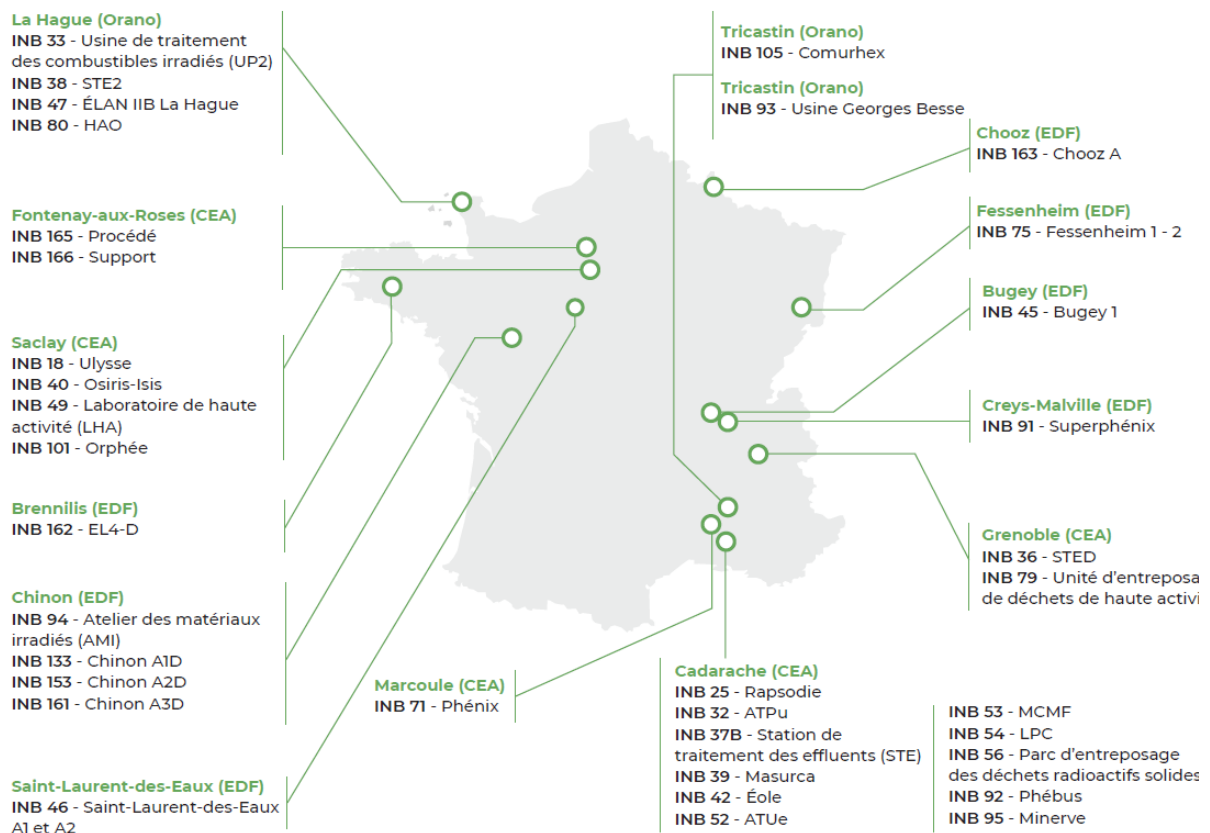 La Hague (Orano)
INB 33 - Usine de traitement
des combustibles irradiés (UP2)
INB 38 - STE2
INB 47 - ÉLAN IIB La Hague
INB 80 - HAO
Fontenay-aux-Roses (CEA)
INB 165 - Procédé
INB 166 - Support
Saclay (CEA)
INB 18 - Ulysse
INB 40 - Osiris-Isis
INB 49 - Laboratoire de haute
activité (LHA)
INB 101 - Orphée
Brennilis (EDF)
INB 162 - EL4-D
Chinon (EDF)
INB 94 - Atelier des matériaux
irradiés (AMI)
INB 133 - Chinon A1D
INB 153 - Chinon A2D
INB 161 - Chinon A3D
Saint-Laurent-des-Eaux (EDF)
INB 46 - Saint-Laurent-des-Eaux
A1 et A2
Marcoule (CEA)
INB 71 - Phénix
Tricastin (Orano)
INB 105 - Comurhex
Tricastin (Orano)
INB 93 - Usine Georges Besse
Chooz (EDF)
INB 163 - Chooz A
Fessenheim (EDF)
INB 75 - Fessenheim 1 - 2
Bugey (EDF)
INB 45 - Bugey 1
Creys-Malville (EDF)
INB 91 - Superphénix
Grenoble (CEA)
INB 36 - STED
INB 79 - Unité d'entreposa
de déchets de haute activi
Cadarache (CEA)
INB 25 - Rapsodie
INB 32 - ATPu
INB 37B - Station de
traitement des effluents (STE)
INB 39 - Masurca
INB 42 - Éole
INB 52 - ATUe
INB 53 - MCMF
INB 54 - LPC
INB 56 - Parc d'entreposage
des déchets radioactifs solides
INB 92 - Phébus
INB 95 - Minerve